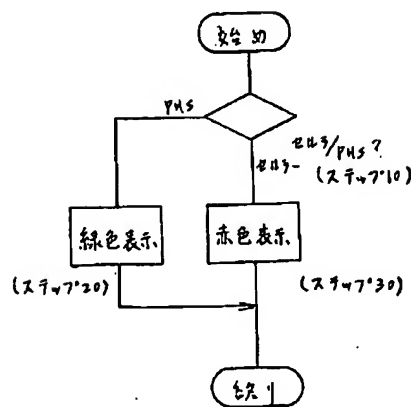 始め
PHS
セルラ/PHS?
セルラー
(ステップ10)
緑色表示
赤色表示
(ステップ20)
(ステップ30)
終り